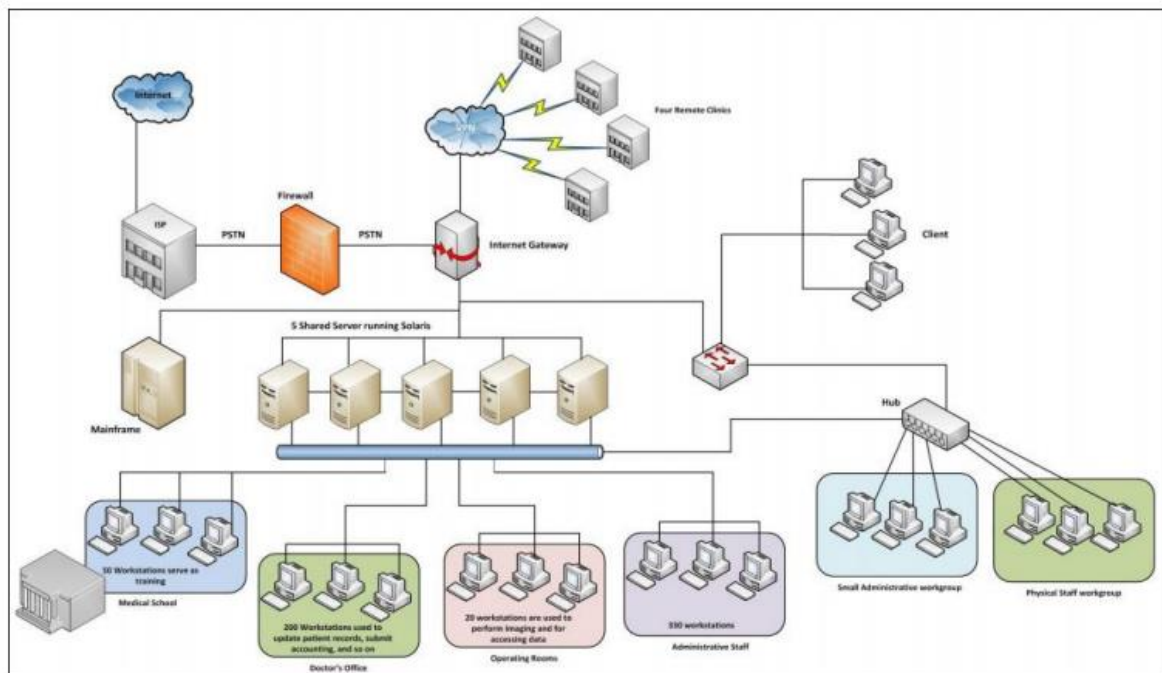 Internet
VPN
Four Remote Clinics
Firewall
ISP
PSTN
PSTN
Internet Gateway
Client
5 Shared Server running Solaris
Mainframe
Hub
50 Workstations serve as
training
Medical School
200 Workstations used to
update patient records, submit
accounting, and so on
Doctor's Office
20 workstations are used to
perform imaging and for
accessing data
Operating Rooms
330 workstations
Administrative Staff
Small Administrative workgroup
Physical Staff workgroup